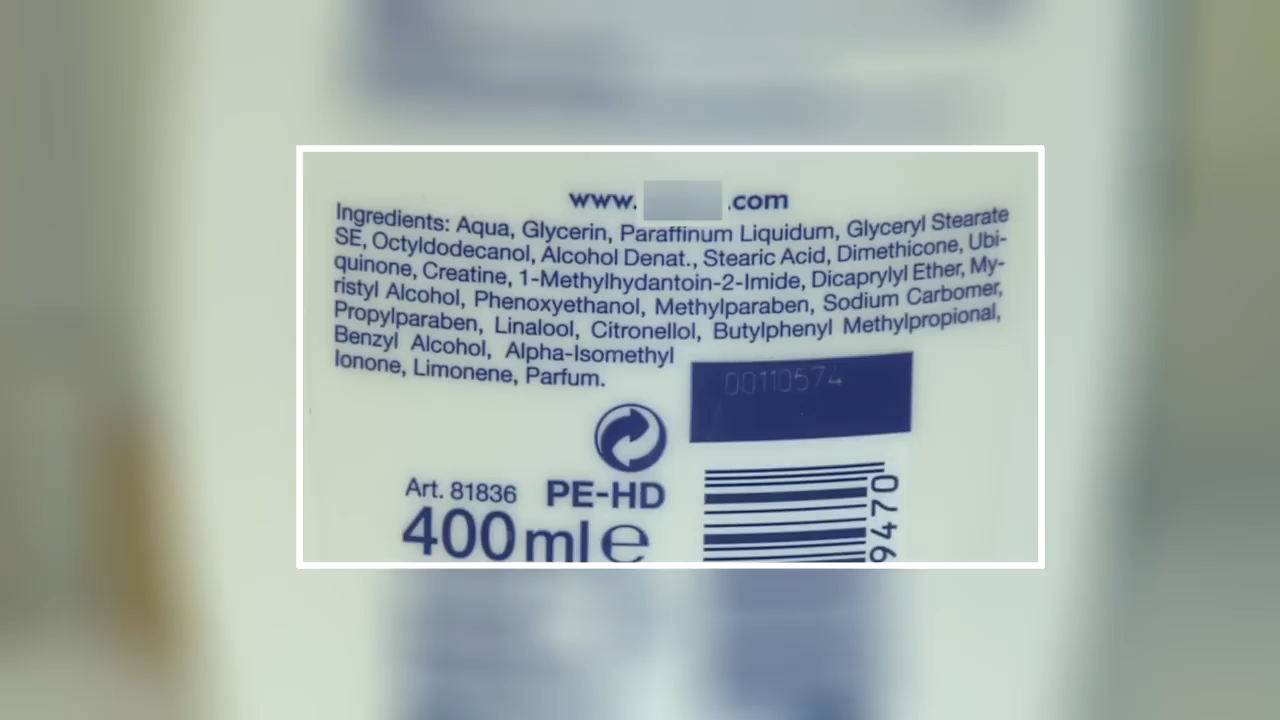 www. .com
Ingredients: Aqua, Glycerin, Paraffinum Liquidum, Glyceryl Stearate
SE, Octyldodecanol, Alcohol Denat., Stearic Acid, Dimethicone, Ubi-
quinone, Creatine, 1-Methylhydantoin-2-Imide, Dicaprylyl Ether, My-
ristyl Alcohol, Phenoxyethanol, Methylparaben, Sodium Carbomer,
Propylparaben, Linalool, Citronellol, Butylphenyl Methylpropional,
Benzyl Alcohol, Alpha-Isomethyl
Ionone, Limonene, Parfum.
00110574
Art. 81836 PE-HD
400 ml e
9470